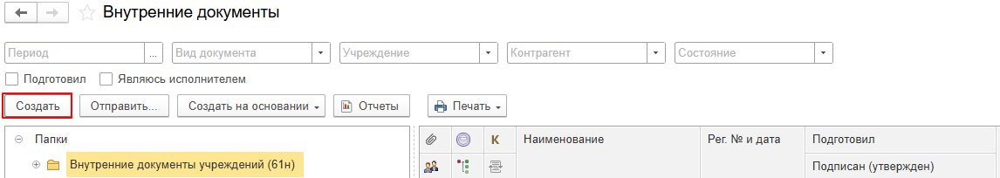 Внутренние документы
Период ... Вид документа Учреждение Контрагент Состояние
Подготовил Являюсь исполнителем
Создать Отправить... Создать на основании Отчеты Печать
Папки К Наименование Рег. № и дата Подготовил
Внутренние документы учреждений (61н) Подписан (утвержден)